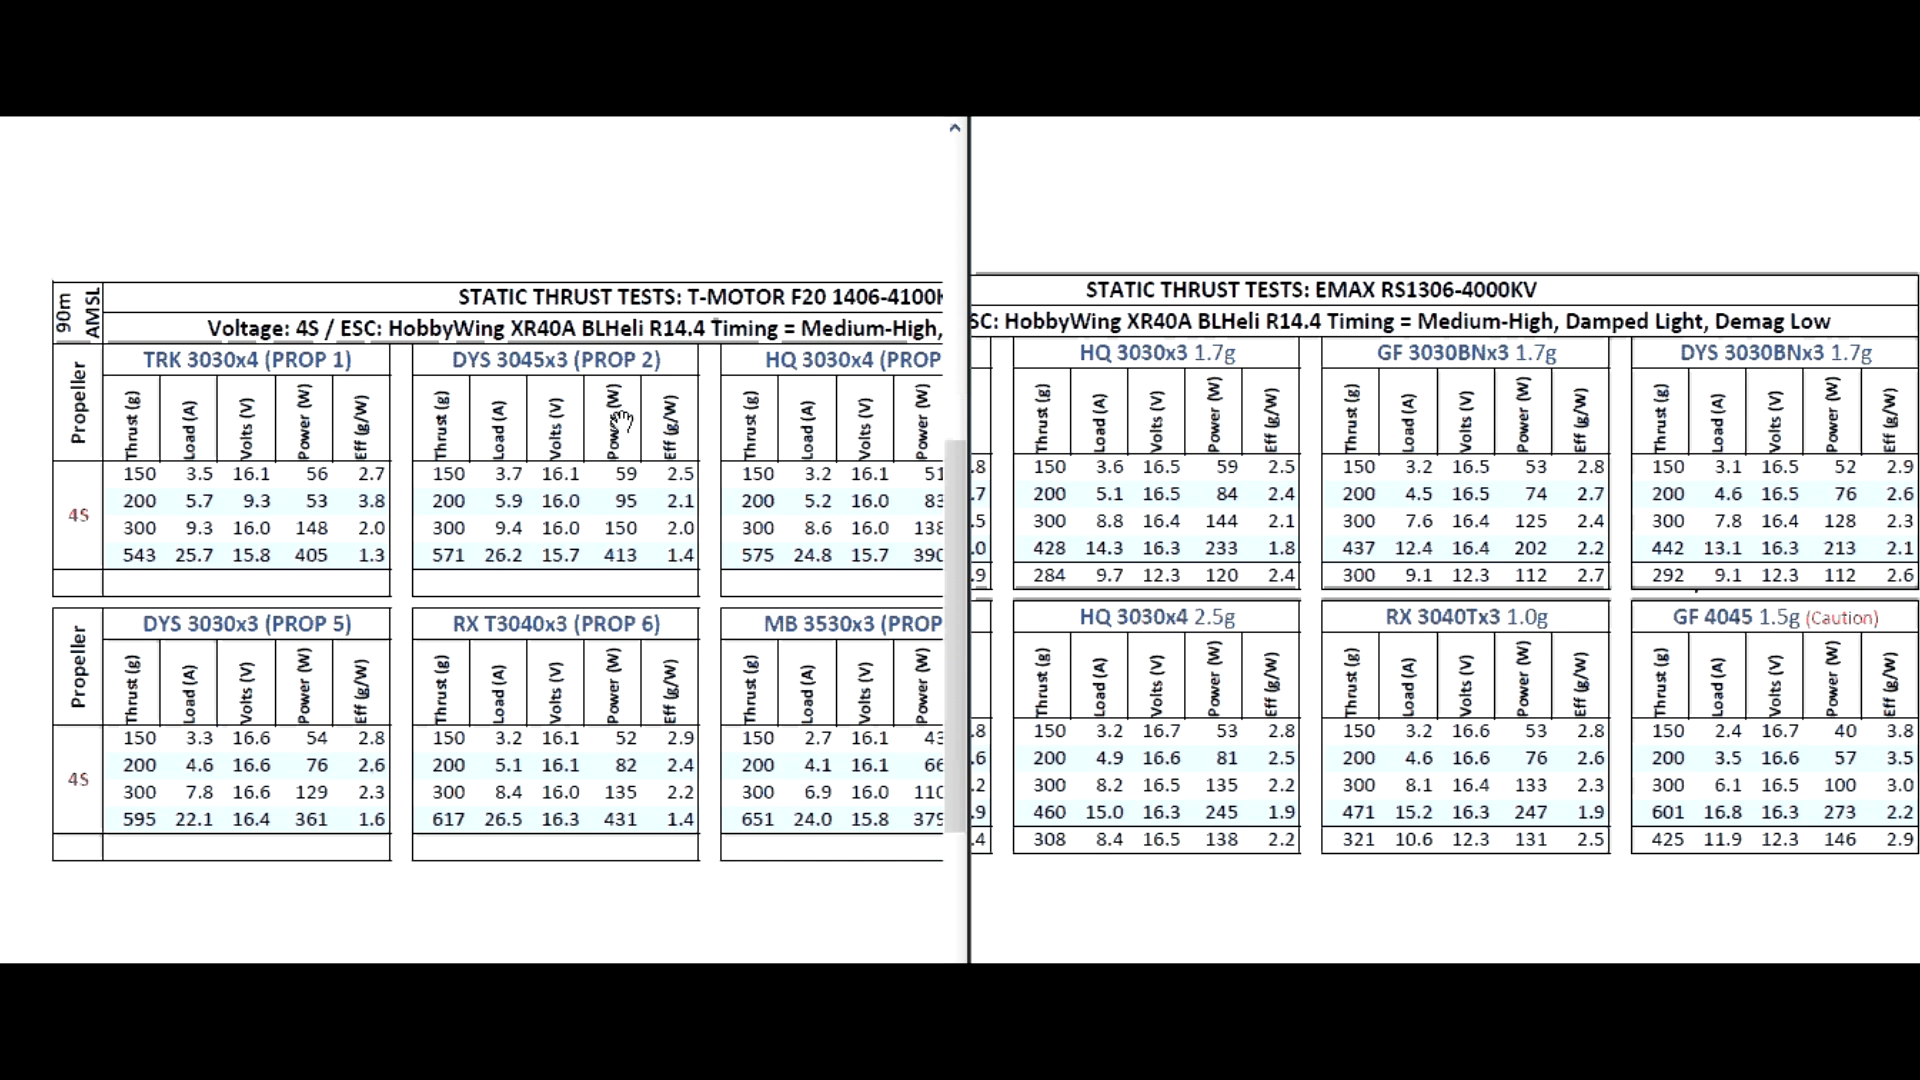 90m
AMSL
STATIC THRUST TESTS: T-MOTOR F20 1406-4100
Voltage: 4S / ESC: HobbyWing XR40A BLHeli R14.4 Timing = Medium-High,
Propeller
TRK 3030x4 (PROP 1) DYS 3045x3 (PROP 2) HQ 3030x4 (PROP
Thrust (g) Load (A) Volts (V) Power (W) Eff (g/W) Thrust (g) Load (A) Volts (V) Power (W) Eff (g/W) Thrust (g) Load (A) Volts (V) Power (W)
4S
150 3.5 16.1 56 2.7 150 3.7 16.1 59 2.5 150 3.2 16.1 51
200 5.7 9.3 53 3.8 200 5.9 16.0 95 2.1 200 5.2 16.0 83
300 9.3 16.0 148 2.0 300 9.4 16.0 150 2.0 300 8.6 16.0 138
543 25.7 15.8 405 1.3 571 26.2 15.7 413 1.4 575 24.8 15.7 390
Propeller
DYS 3030x3 (PROP 5) RX T3040x3 (PROP 6) MB 3530x3 (PROP
Thrust (g) Load (A) Volts (V) Power (W) Eff (g/W) Thrust (g) Load (A) Volts (V) Power (W) Eff (g/W) Thrust (g) Load (A) Volts (V) Power (W)
4S
150 3.3 16.6 54 2.8 150 3.2 16.1 52 2.9 150 2.7 16.1 43
200 4.6 16.6 76 2.6 200 5.1 16.1 82 2.4 200 4.1 16.1 66
300 7.8 16.6 129 2.3 300 8.4 16.0 135 2.2 300 6.9 16.0 110
595 22.1 16.4 361 1.6 617 26.5 16.3 431 1.4 651 24.0 15.8 379
STATIC THRUST TESTS: EMAX RS1306-4000KV
SC: HobbyWing XR40A BLHeli R14.4 Timing = Medium-High, Damped Light, Demag Low
HQ 3030x3 1.7g GF 3030BNx3 1.7g DYS 3030BNx3 1.7g
Thrust (g) Load (A) Volts (V) Power (W) Eff (g/W) Thrust (g) Load (A) Volts (V) Power (W) Eff (g/W) Thrust (g) Load (A) Volts (V) Power (W) Eff (g/W)
.8 150 3.6 16.5 59 2.5 150 3.2 16.5 53 2.8 150 3.1 16.5 52 2.9
.7 200 5.1 16.5 84 2.4 200 4.5 16.5 74 2.7 200 4.6 16.5 76 2.6
.5 300 8.8 16.4 144 2.1 300 7.6 16.4 125 2.4 300 7.8 16.4 128 2.3
.0 428 14.3 16.3 233 1.8 437 12.4 16.4 202 2.2 442 13.1 16.3 213 2.1
.9 284 9.7 12.3 120 2.4 300 9.1 12.3 112 2.7 292 9.1 12.3 112 2.6
HQ 3030x4 2.5g RX 3040Tx3 1.0g GF 4045 1.5g (Caution)
Thrust (g) Load (A) Volts (V) Power (W) Eff (g/W) Thrust (g) Load (A) Volts (V) Power (W) Eff (g/W) Thrust (g) Load (A) Volts (V) Power (W) Eff (g/W)
.8 150 3.2 16.7 53 2.8 150 3.2 16.6 53 2.8 150 2.4 16.7 40 3.8
.6 200 4.9 16.6 81 2.5 200 4.6 16.6 76 2.6 200 3.5 16.6 57 3.5
.2 300 8.2 16.5 135 2.2 300 8.1 16.4 133 2.3 300 6.1 16.5 100 3.0
.9 460 15.0 16.3 245 1.9 471 15.2 16.3 247 1.9 601 16.8 16.3 273 2.2
.4 308 8.4 16.5 138 2.2 321 10.6 12.3 131 2.5 425 11.9 12.3 146 2.9